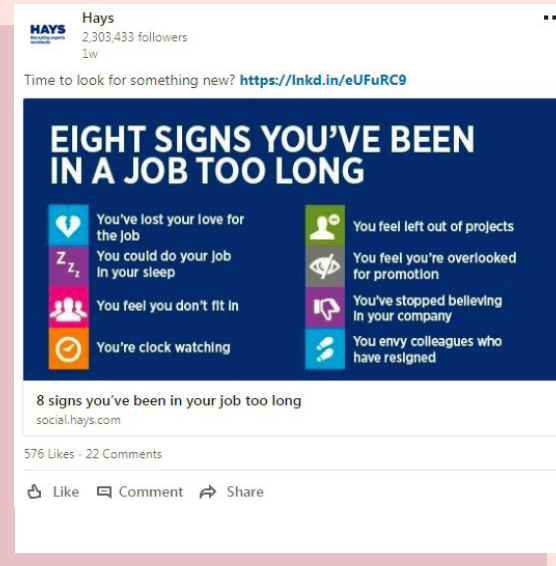 HAYS
Recruiting experts
worldwide
Hays
2,303,433 followers
1w
Time to look for something new? https://lnkd.in/eUFuRC9
EIGHT SIGNS YOU'VE BEEN
IN A JOB TOO LONG
You've lost your love for
the job
You could do your job
in your sleep
You feel you don't fit in
You're clock watching
You feel left out of projects
You feel you're overlooked
for promotion
You've stopped believing
in your company
You envy colleagues who
have resigned
8 signs you've been in your job too long
social.hays.com
576 Likes · 22 Comments
Like Comment Share